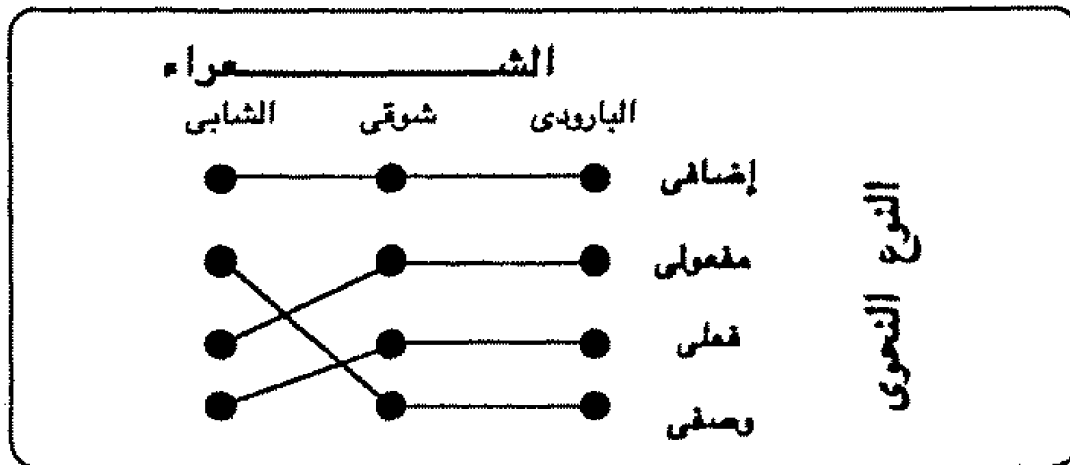 الشعراء
البارودى شوقى الشابى
إضافى
مفعولى
فعلى
وصفى
النوع النحوى